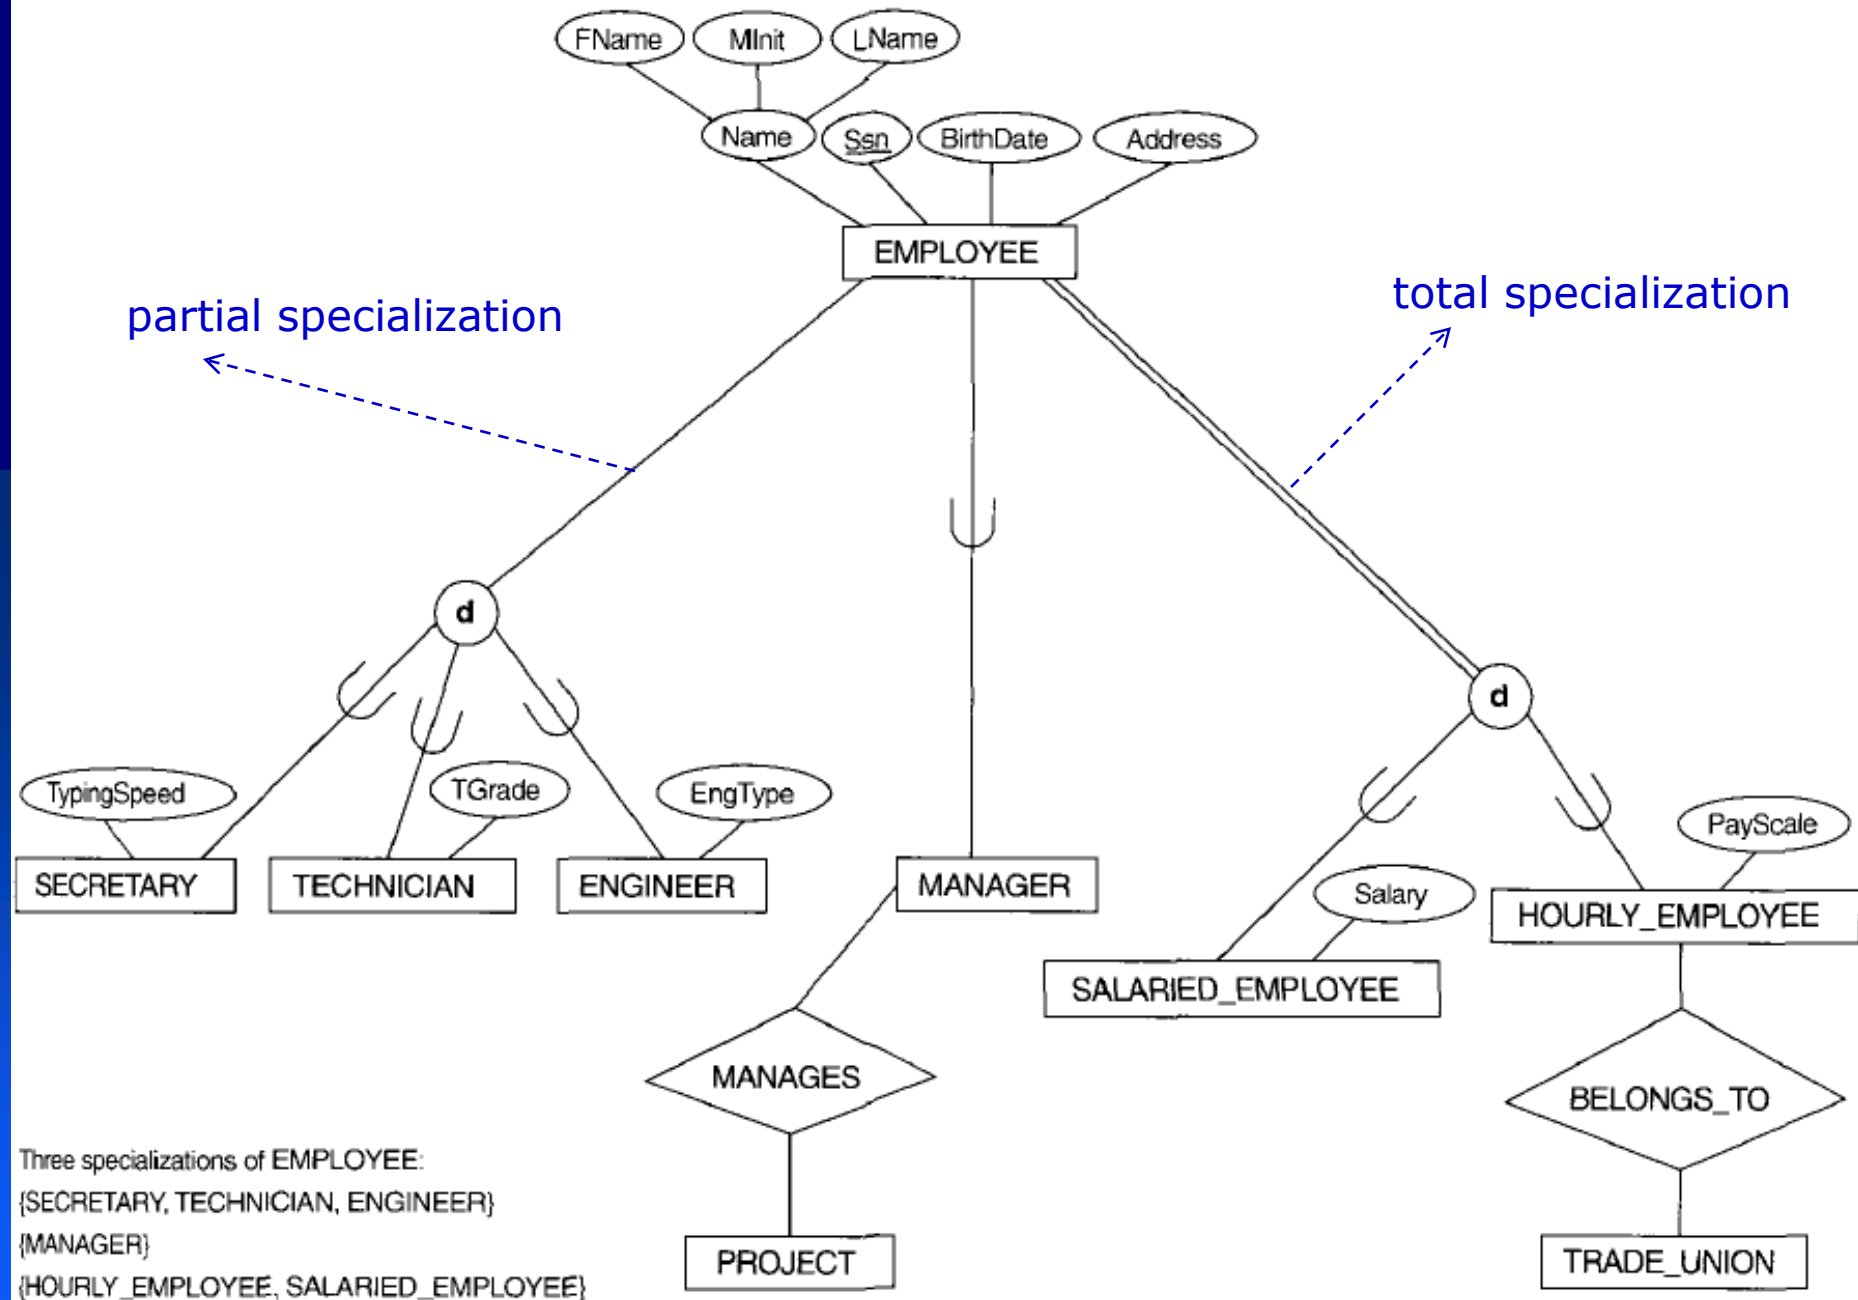 FName MInit LName
Name Ssn BirthDate Address
EMPLOYEE
partial specialization
total specialization
d
d
TypingSpeed TGrade EngType
PayScale
SECRETARY TECHNICIAN ENGINEER MANAGER
Salary
HOURLY_EMPLOYEE
SALARIED_EMPLOYEE
MANAGES
BELONGS_TO
Three specializations of EMPLOYEE:
{SECRETARY, TECHNICIAN, ENGINEER}
{MANAGER}
{HOURLY_EMPLOYEE, SALARIED_EMPLOYEE}
PROJECT
TRADE_UNION